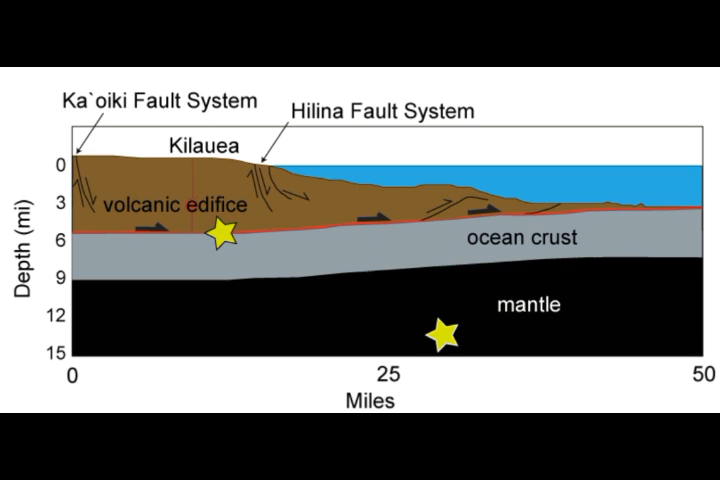 Ka`oiki Fault System
Hilina Fault System
Kilauea
0
3
6
9
12
15
Depth (mi)
volcanic edifice
ocean crust
mantle
0
25
50
Miles